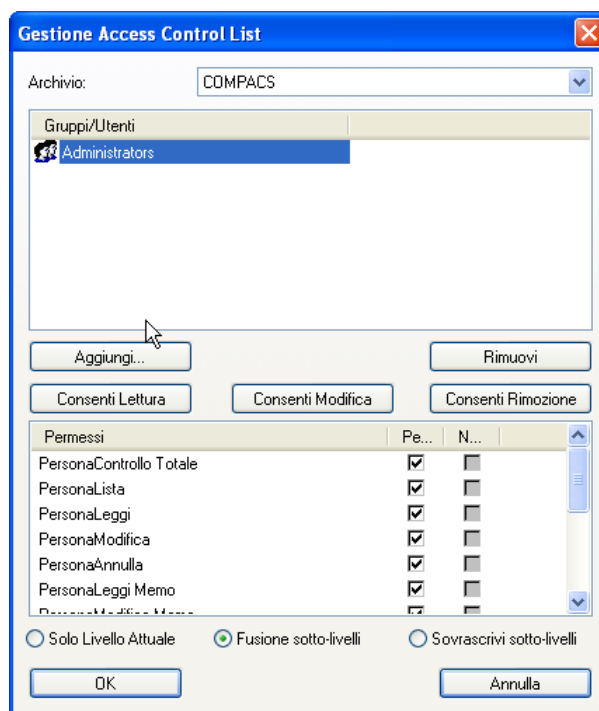 Gestione Access Control List
Archivio: COMPACS
Gruppi/Utenti
Administrators
Aggiungi... Rimuovi
Consenti Lettura Consenti Modifica Consenti Rimozione
Permessi Pe... N...
PersonaControllo Totale
PersonaLista
PersonaLeggi
PersonaModifica
PersonaAnnulla
PersonaLeggi Memo
PersonaModifica Memo
Solo Livello Attuale Fusione sotto-livelli Sovrascrivi sotto-livelli
OK Annulla